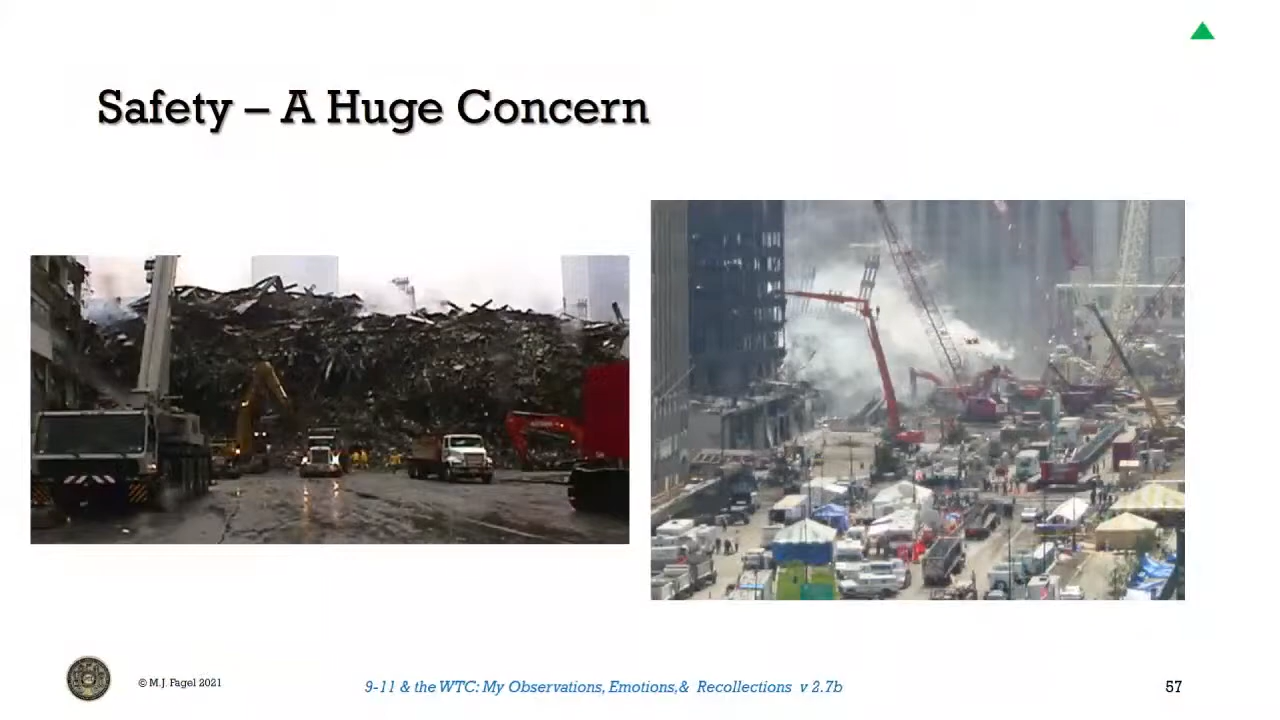 Safety – A Huge Concern
© M.J. Fagel 2021
9-11 & the WTC: My Observations, Emotions,& Recollections v 2.7b
57